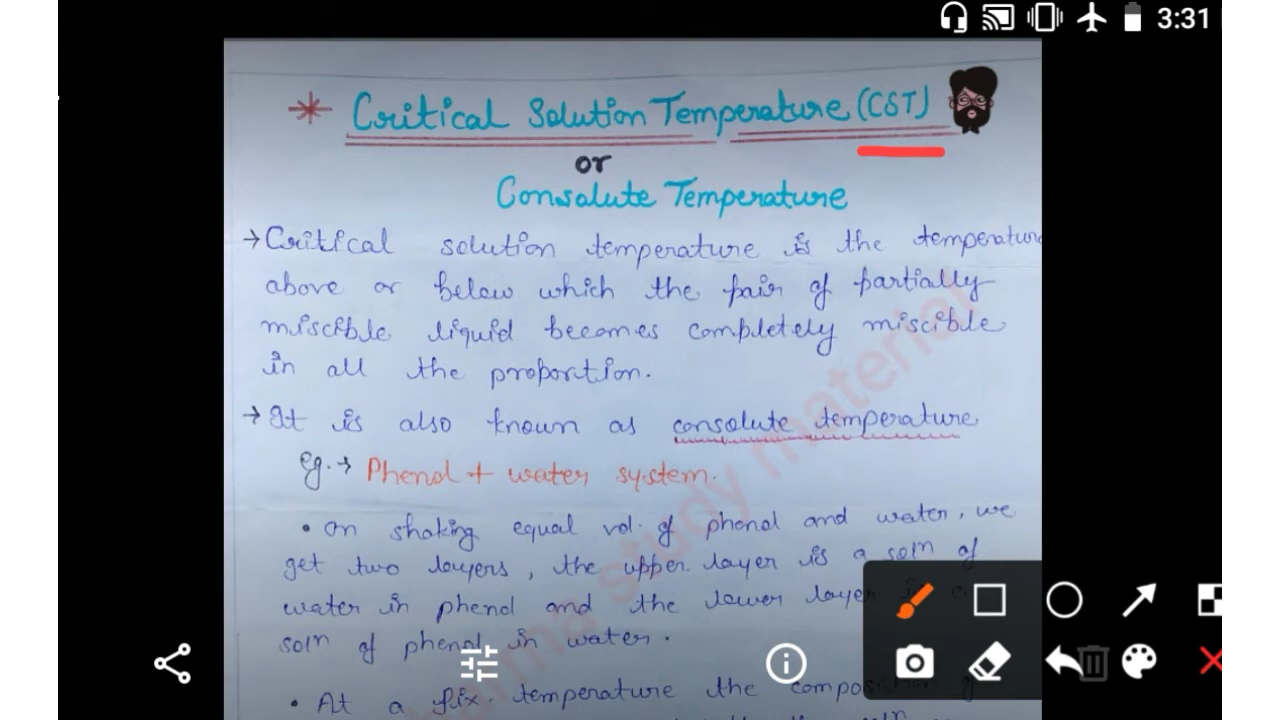 3:31
* Critical Solution Temperature (CST)
or
Consolute Temperature
→ Critical solution temperature is the temperature
above or below which the pair of partially
miscible liquid becomes completely miscible
in all the proportion.
→ It is also known as consolute temperature
Eg. → Phenol + water system.
• On shaking equal vol. of phenol and water, we
get two layers, the upper layer is a soln of
water in phenol and the lower layer
soln of phenol in water.
• At a fix temperature the
study material